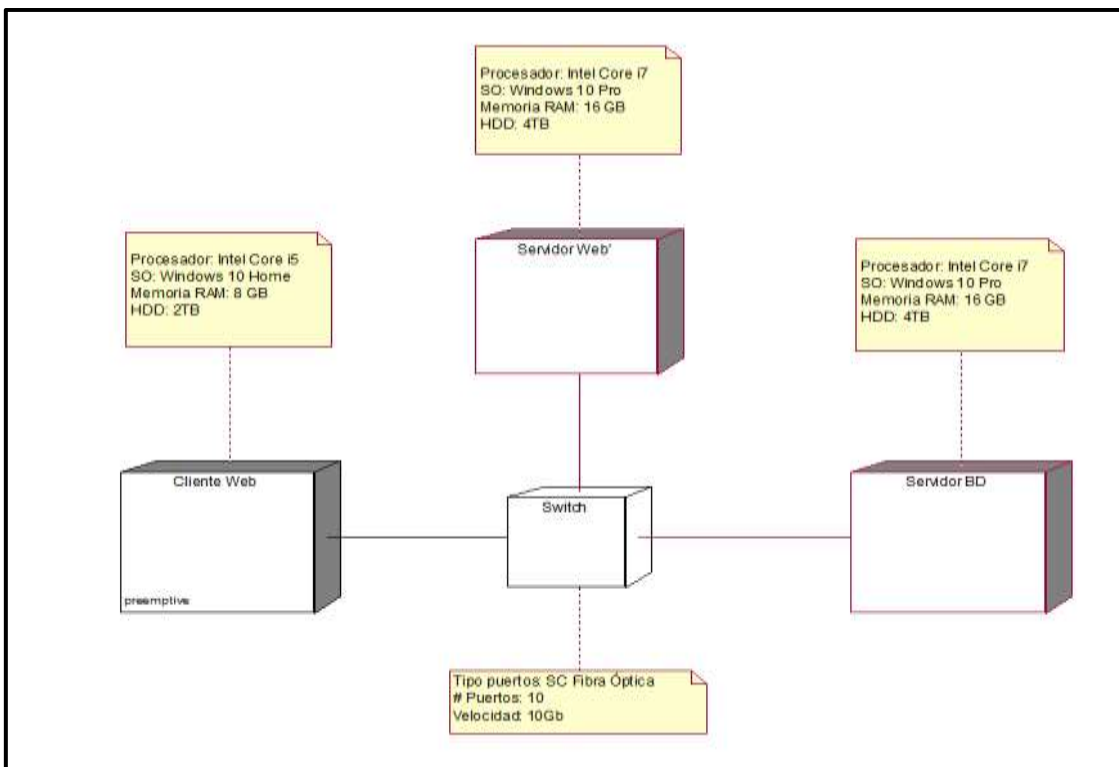 Procesador: Intel Core i7
SO: Windows 10 Pro
Memoria RAM: 16 GB
HDD: 4TB
Servidor Web'
Procesador: Intel Core i5
SO: Windows 10 Home
Memoria RAM: 8 GB
HDD: 2TB
Procesador: Intel Core i7
SO: Windows 10 Pro
Memoria RAM: 16 GB
HDD: 4TB
Cliente Web
preemptive
Switch
Servidor BD
Tipo puertos: SC Fibra Óptica
# Puertos: 10
Velocidad: 10Gb